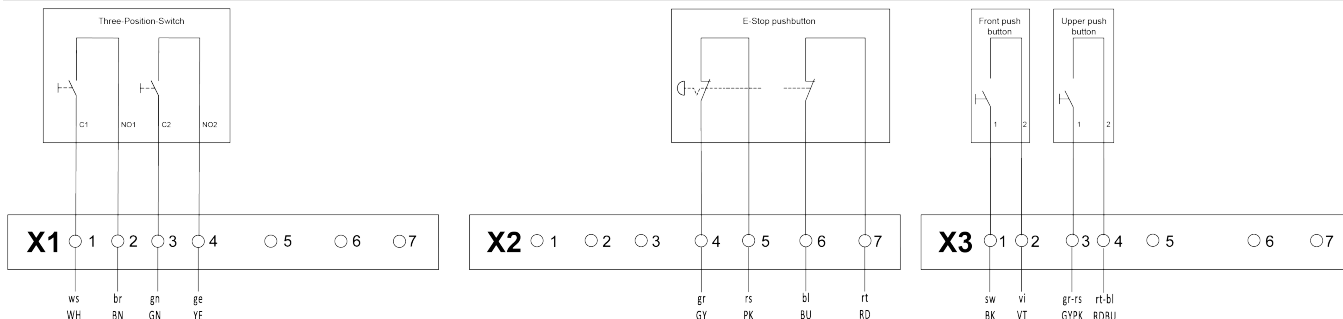 Three-Position-Switch
E-Stop pushbutton
Front push
button
Upper push
button
C1 NO1 C2 NO2
1 2 1 2
X1 1 2 3 4 5 6 7
X2 1 2 3 4 5 6 7
X3 1 2 3 4 5 6 7
ws br gn ge
WH BN GN YE
gr rs bl rt
GY PK BU RD
sw vi gr-rs rt-bl
BK VT GYPK RDBU